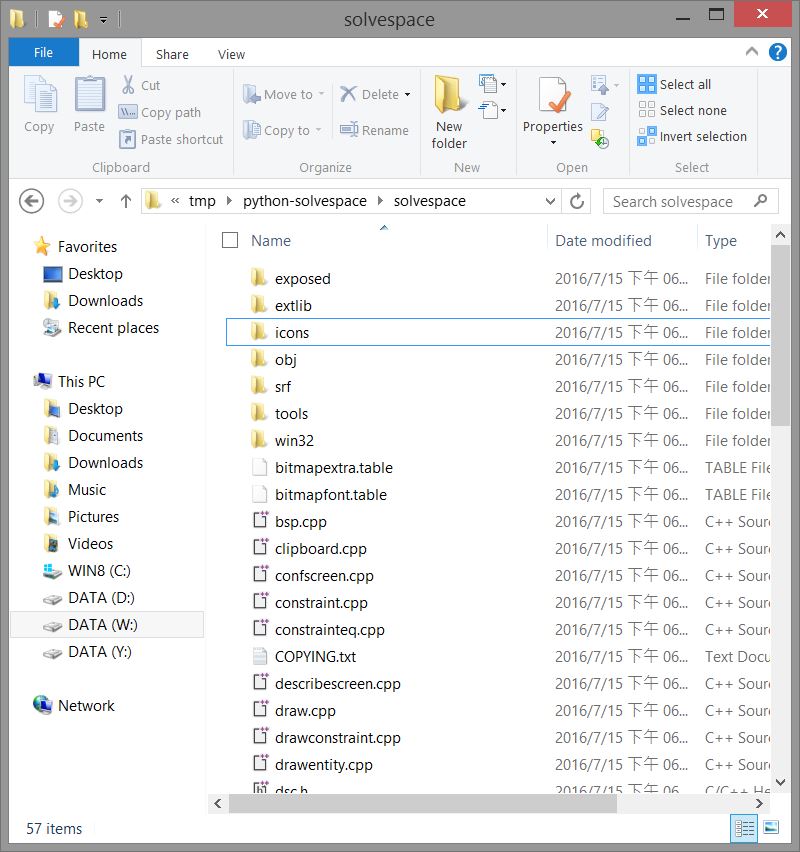 solvespace
File Home Share View
Copy Paste Cut Copy path Paste shortcut
Clipboard
Move to Copy to Delete Rename
Organize
New folder
New
Properties
Open
Select all
Select none
Invert selection
Select
« tmp python-solvespace solvespace
Search solvespace
Favorites
Desktop
Downloads
Recent places
This PC
Desktop
Documents
Downloads
Music
Pictures
Videos
WIN8 (C:)
DATA (D:)
DATA (W:)
DATA (Y:)
Network
Name Date modified Type
exposed 2016/7/15 下午 06... File folder
extlib 2016/7/15 下午 06... File folder
icons 2016/7/15 下午 06... File folder
obj 2016/7/15 下午 06... File folder
srf 2016/7/15 下午 06... File folder
tools 2016/7/15 下午 06... File folder
win32 2016/7/15 下午 06... File folder
bitmapextra.table 2016/7/15 下午 06... TABLE File
bitmapfont.table 2016/7/15 下午 06... TABLE File
bsp.cpp 2016/7/15 下午 06... C++ Sour
clipboard.cpp 2016/7/15 下午 06... C++ Sour
confscreen.cpp 2016/7/15 下午 06... C++ Sour
constraint.cpp 2016/7/15 下午 06... C++ Sour
constrainteq.cpp 2016/7/15 下午 06... C++ Sour
COPYING.txt 2016/7/15 下午 06... Text Docu
describescreen.cpp 2016/7/15 下午 06... C++ Sour
draw.cpp 2016/7/15 下午 06... C++ Sour
drawconstraint.cpp 2016/7/15 下午 06... C++ Sour
drawentity.cpp 2016/7/15 下午 06... C++ Sour
dsc.h 2016/7/15 下午 06... C/C++ He
57 items